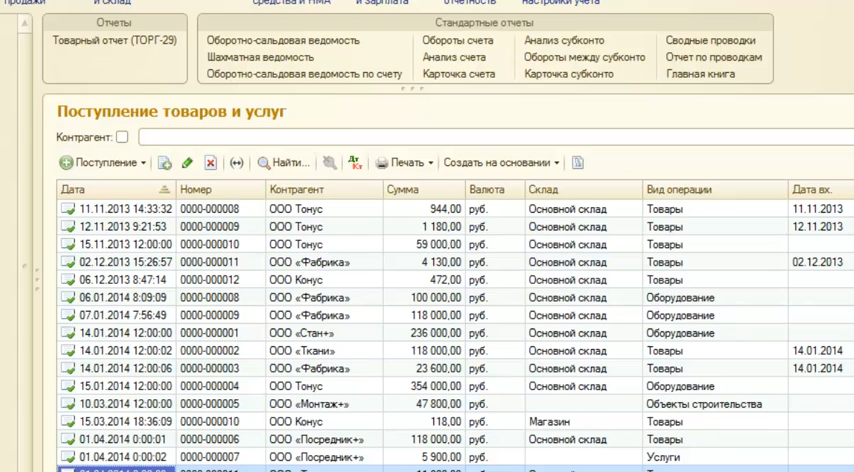 продажи и склад средства и НМА и зарплата отчетность настройки учета
Отчеты Стандартные отчеты
Товарный отчет (ТОРГ-29) Оборотно-сальдовая ведомость Обороты счета Анализ субконто Сводные проводки
Шахматная ведомость Анализ счета Обороты между субконто Отчет по проводкам
Оборотно-сальдовая ведомость по счету Карточка счета Карточка субконто Главная книга
Поступление товаров и услуг
Контрагент:
Поступление Найти... Дт Кт Печать Создать на основании
Дата Номер Контрагент Сумма Валюта Склад Вид операции Дата вх.
11.11.2013 14:33:32 0000-000008 ООО Тонус 944,00 руб. Основной склад Товары 11.11.2013
12.11.2013 9:21:53 0000-000009 ООО Тонус 1 180,00 руб. Основной склад Товары 12.11.2013
15.11.2013 12:00:00 0000-000010 ООО Тонус 59 000,00 руб. Основной склад Товары
02.12.2013 15:26:57 0000-000011 ООО «Фабрика» 4 130,00 руб. Основной склад Товары 02.12.2013
06.12.2013 8:47:14 0000-000012 ООО Конус 472,00 руб. Основной склад Товары
06.01.2014 8:09:09 0000-000008 ООО «Фабрика» 100 000,00 руб. Основной склад Оборудование
07.01.2014 7:56:49 0000-000009 ООО «Фабрика» 118 000,00 руб. Основной склад Оборудование
14.01.2014 12:00:00 0000-000001 ООО «Стан+» 236 000,00 руб. Основной склад Оборудование
14.01.2014 12:00:02 0000-000002 ООО «Ткани» 118 000,00 руб. Основной склад Товары 14.01.2014
14.01.2014 12:00:06 0000-000003 ООО «Фабрика» 23 600,00 руб. Основной склад Товары 14.01.2014
15.01.2014 12:00:00 0000-000004 ООО Тонус 354 000,00 руб. Основной склад Оборудование
10.03.2014 12:00:00 0000-000005 ООО «Монтаж+» 47 800,00 руб. Объекты строительства
15.03.2014 18:36:09 0000-000010 ООО Конус 118,00 руб. Магазин Товары
01.04.2014 0:00:01 0000-000006 ООО «Посредник+» 118 000,00 руб. Основной склад Товары
01.04.2014 0:00:02 0000-000007 ООО «Посредник+» 5 900,00 руб. Услуги